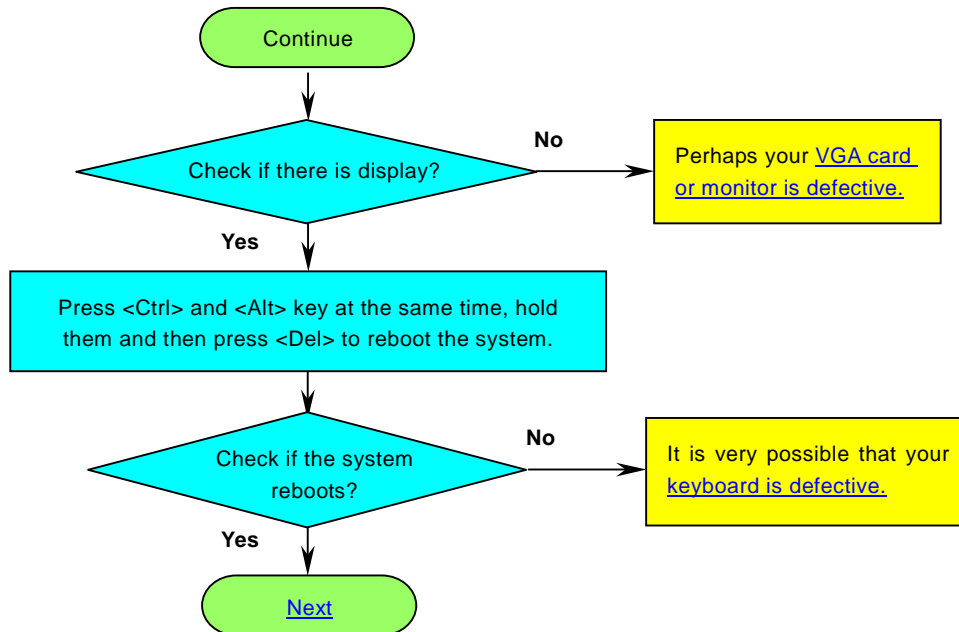 Continue
Check if there is display?
No
Perhaps your VGA card
or monitor is defective.
Yes
Press <Ctrl> and <Alt> key at the same time, hold
them and then press <Del> to reboot the system.
Check if the system
reboots?
No
It is very possible that your
keyboard is defective.
Yes
Next